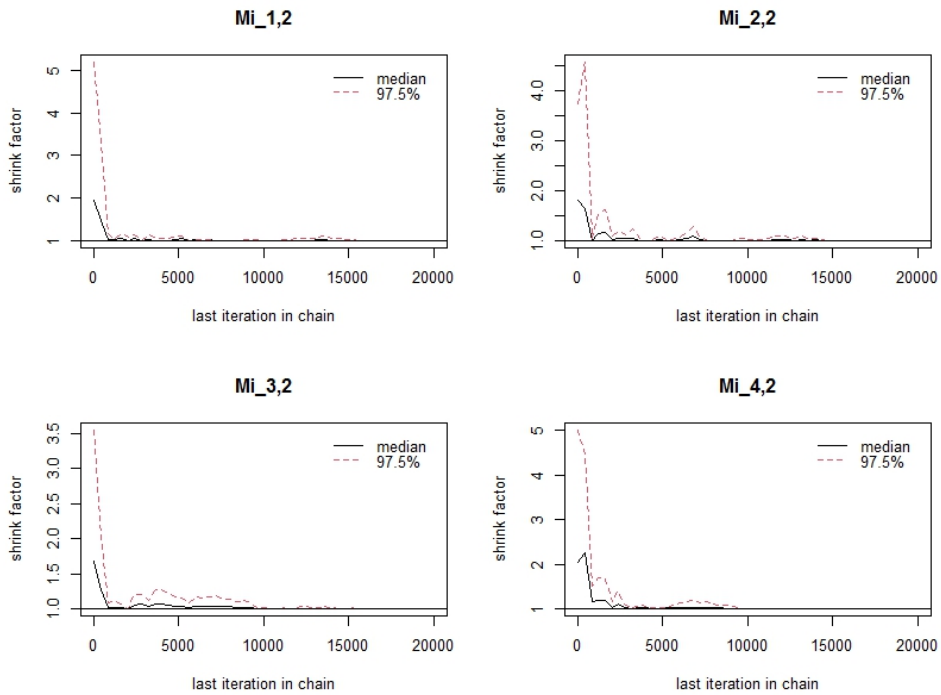 Mi_1,2
shrink factor
5
4
3
2
1
median
97.5%
0 5000 10000 15000 20000
last iteration in chain
Mi_2,2
shrink factor
4.0
3.0
2.0
1.0
median
97.5%
0 5000 10000 15000 20000
last iteration in chain
Mi_3,2
shrink factor
3.5
3.0
2.5
2.0
1.5
1.0
median
97.5%
0 5000 10000 15000 20000
last iteration in chain
Mi_4,2
shrink factor
5
4
3
2
1
median
97.5%
0 5000 10000 15000 20000
last iteration in chain